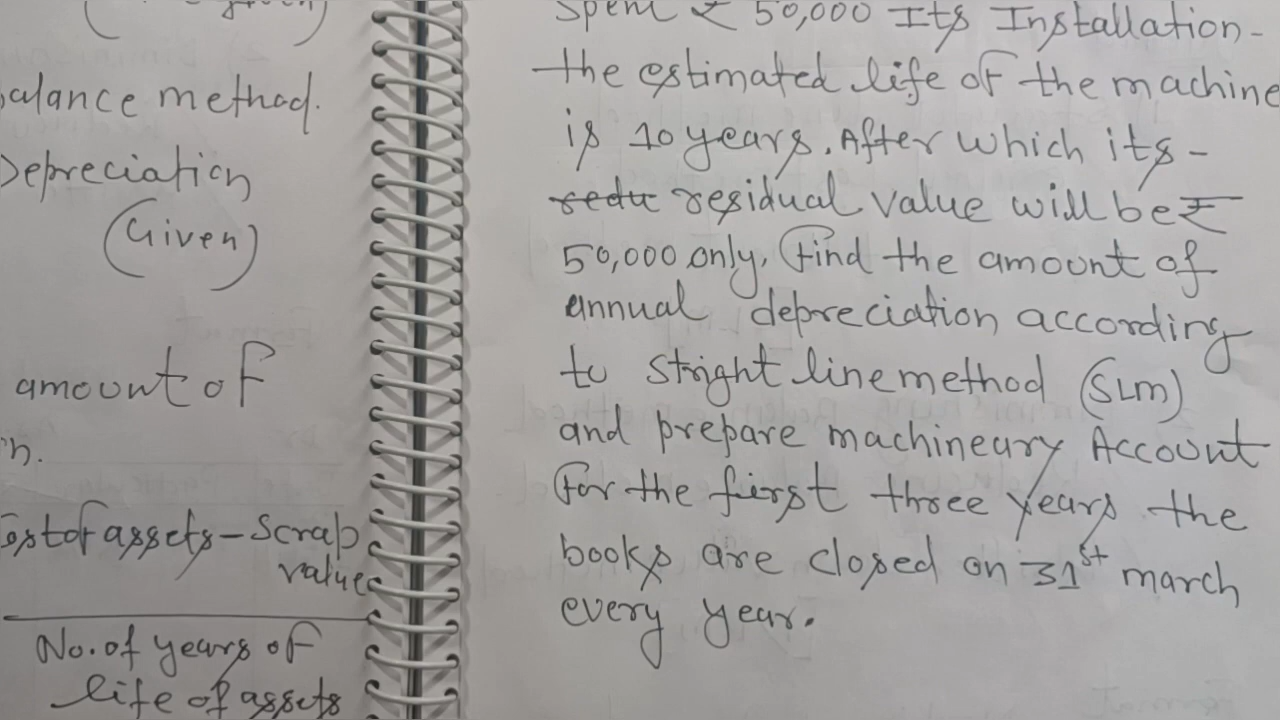 balance method.
Depreciation
(Given)
amount of
n.
Cost of assets - Scrap
value
No. of years of
life of assets
Spent ₹ 50,000 Its Installation -
the estimated life of the machine
is 10 years. After which its -
redu residual value will be ₹
50,000 only. Find the amount of
annual depreciation according
to stright line method (SLM)
and prepare machineary Account
For the first three years the
books are closed on 31st march
every year.